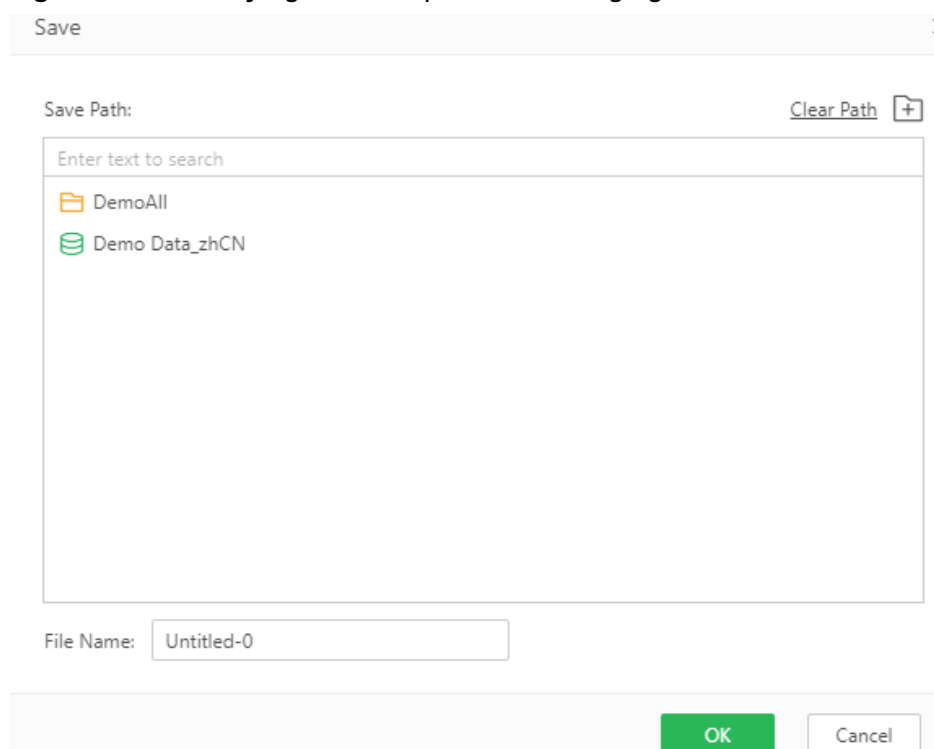 Save
Save Path:
Clear Path
Enter text to search
DemoAll
Demo Data_zhCN
File Name: Untitled-0
OK Cancel